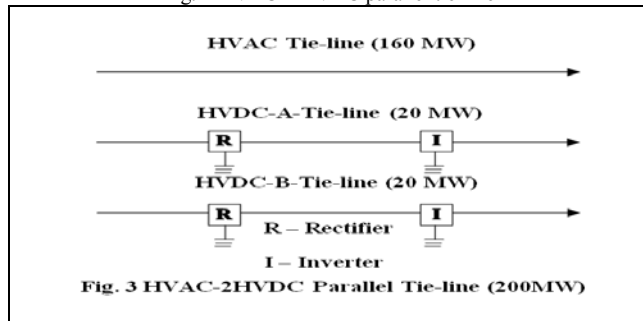 HVAC Tie-line (160 MW)
HVDC-A-Tie-line (20 MW)
R I
HVDC-B-Tie-line (20 MW)
R I
R – Rectifier
I – Inverter
Fig. 3 HVAC-2HVDC Parallel Tie-line (200MW)